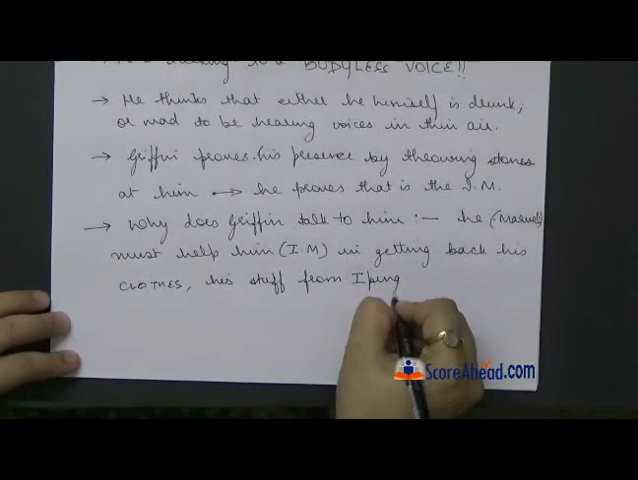 to a BODYLESS VOICE!!
→ He thinks that either he himself is drunk;
or mad to be hearing voices in thin air.
→ Griffin proves his presence by throwing stones
at him → he proves that is the I.M.
→ Why does Griffin talk to him :— he (Marvel)
must help him (I.M) in getting back his
CLOTHES, his stuff from Iping
ScoreAhead.com